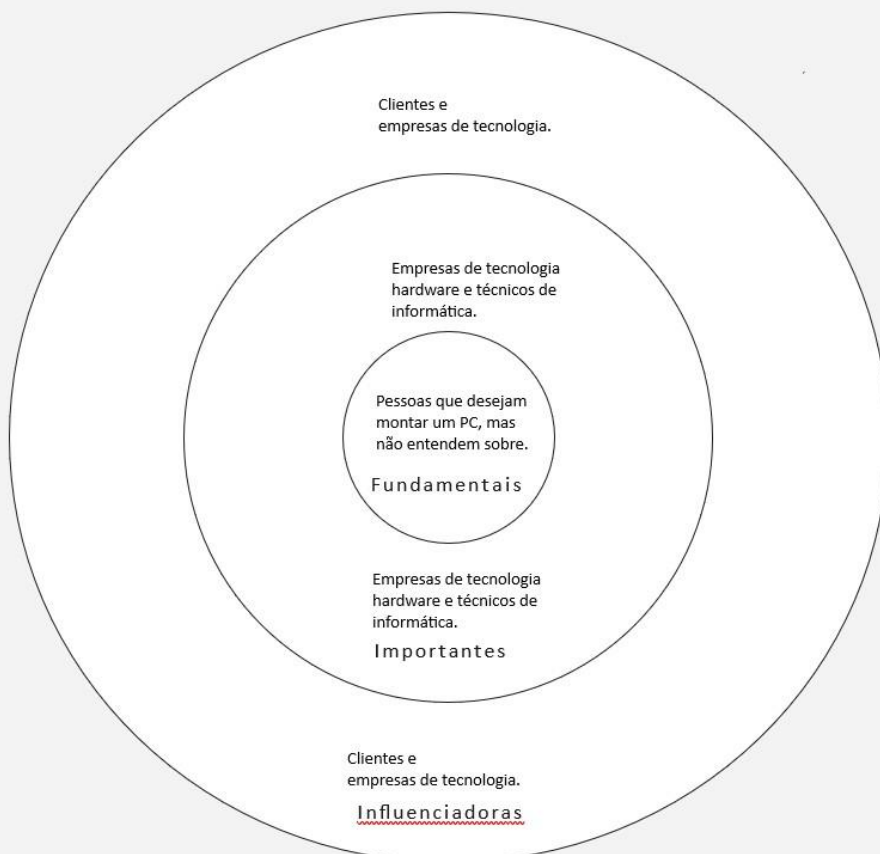 Clientes e
empresas de tecnologia.
Empresas de tecnologia
hardware e técnicos de
informática.
Pessoas que desejam
montar um PC, mas
não entendem sobre.
Fundamentais
Empresas de tecnologia
hardware e técnicos de
informática.
Importantes
Clientes e
empresas de tecnologia.
Influenciadoras